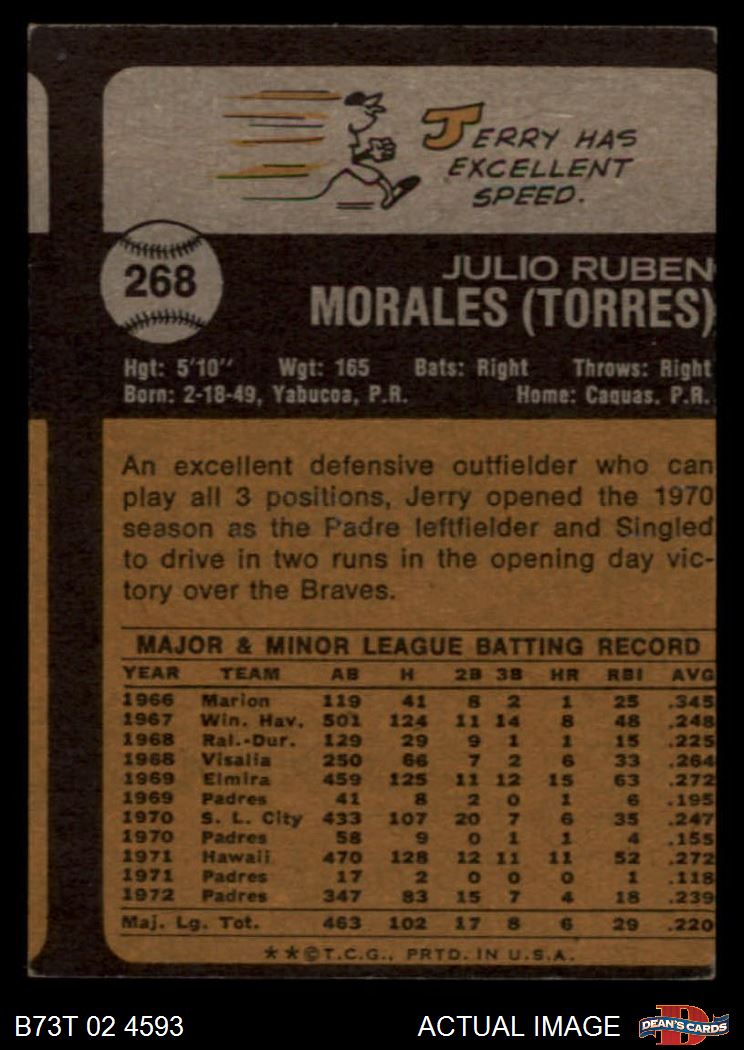 JERRY HAS
EXCELLENT
SPEED.
268
JULIO RUBEN
MORALES (TORRES)
Hgt: 5'10" Wgt: 165 Bats: Right Throws: Right
Born: 2-18-49, Yabucoa, P.R. Home: Caguas, P.R.
An excellent defensive outfielder who can
play all 3 positions, Jerry opened the 1970
season as the Padre leftfielder and Singled
to drive in two runs in the opening day vic-
tory over the Braves.
MAJOR & MINOR LEAGUE BATTING RECORD
YEAR TEAM AB H 2B 3B HR RBI AVG
1966 Marion 119 41 8 2 1 25 .345
1967 Win. Hav. 501 124 11 14 8 48 .248
1968 Ral.-Dur. 129 29 9 1 1 15 .225
1968 Visalia 250 66 7 2 6 33 .264
1969 Elmira 459 125 11 12 15 63 .272
1969 Padres 41 8 2 0 1 6 .195
1970 S. L. City 433 107 20 7 6 35 .247
1970 Padres 58 9 0 1 1 4 .155
1971 Hawaii 470 128 12 11 11 52 .272
1971 Padres 17 2 0 0 0 1 .118
1972 Padres 347 83 15 7 4 18 .239
Maj. Lg. Tot. 463 102 17 8 6 29 .220
★★©T.C.G., PRTD. IN U.S.A.
B73T 02 4593 ACTUAL IMAGE D DEAN'S CARDS